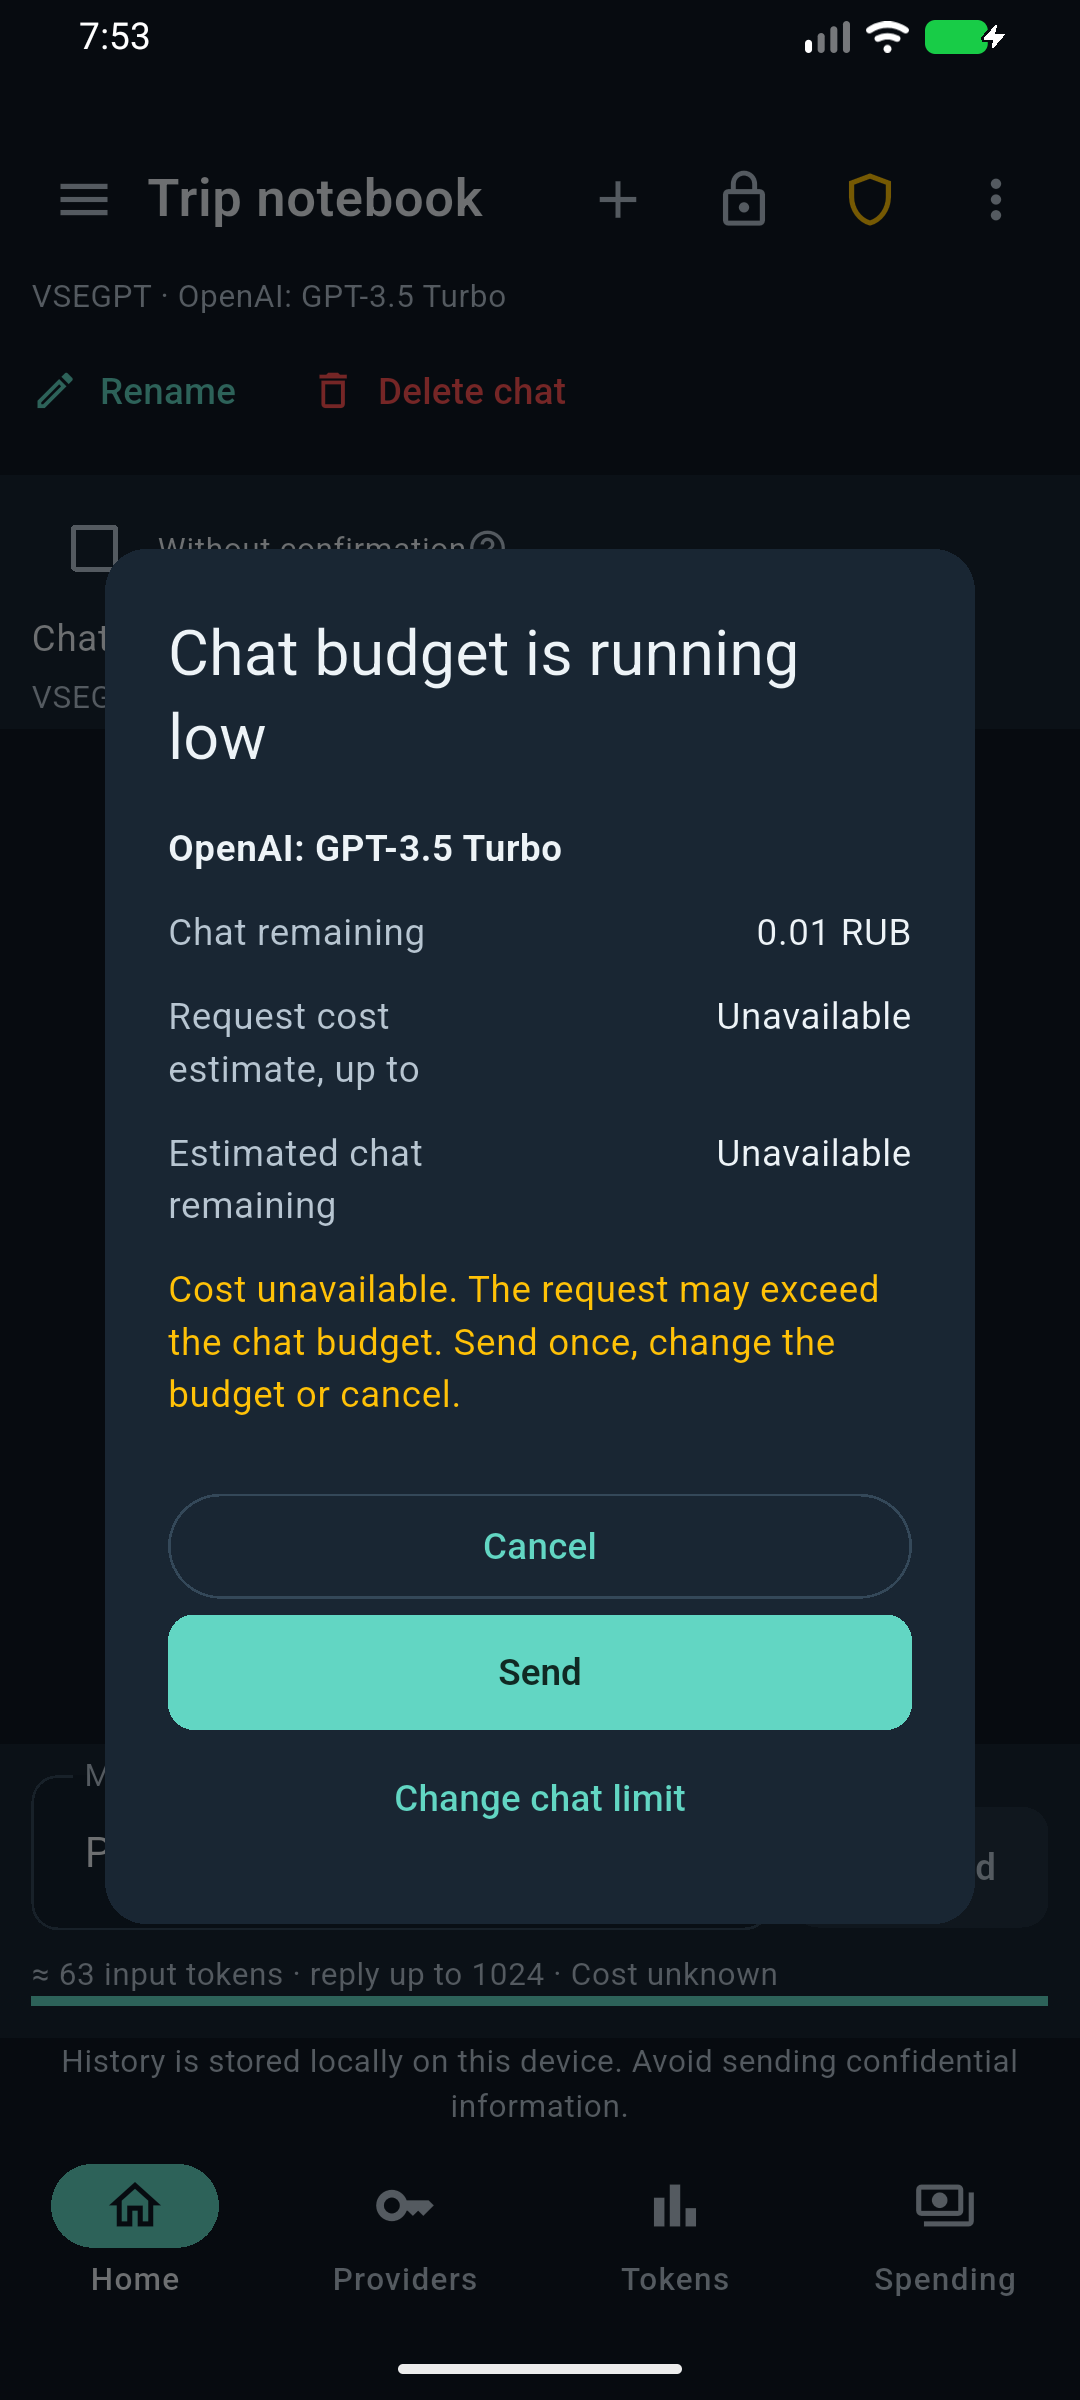 7:53
Trip notebook
VSEGPT · OpenAI: GPT-3.5 Turbo
Rename
Delete chat
Without confirmation
Chat
Chat budget is running
low
OpenAI: GPT-3.5 Turbo
Chat remaining 0.01 RUB
Request cost Unavailable
estimate, up to
Estimated chat Unavailable
remaining
Cost unavailable. The request may exceed
the chat budget. Send once, change the
budget or cancel.
Cancel
Send
Change chat limit
≈ 63 input tokens · reply up to 1024 · Cost unknown
History is stored locally on this device. Avoid sending confidential
information.
Home
Providers
Tokens
Spending